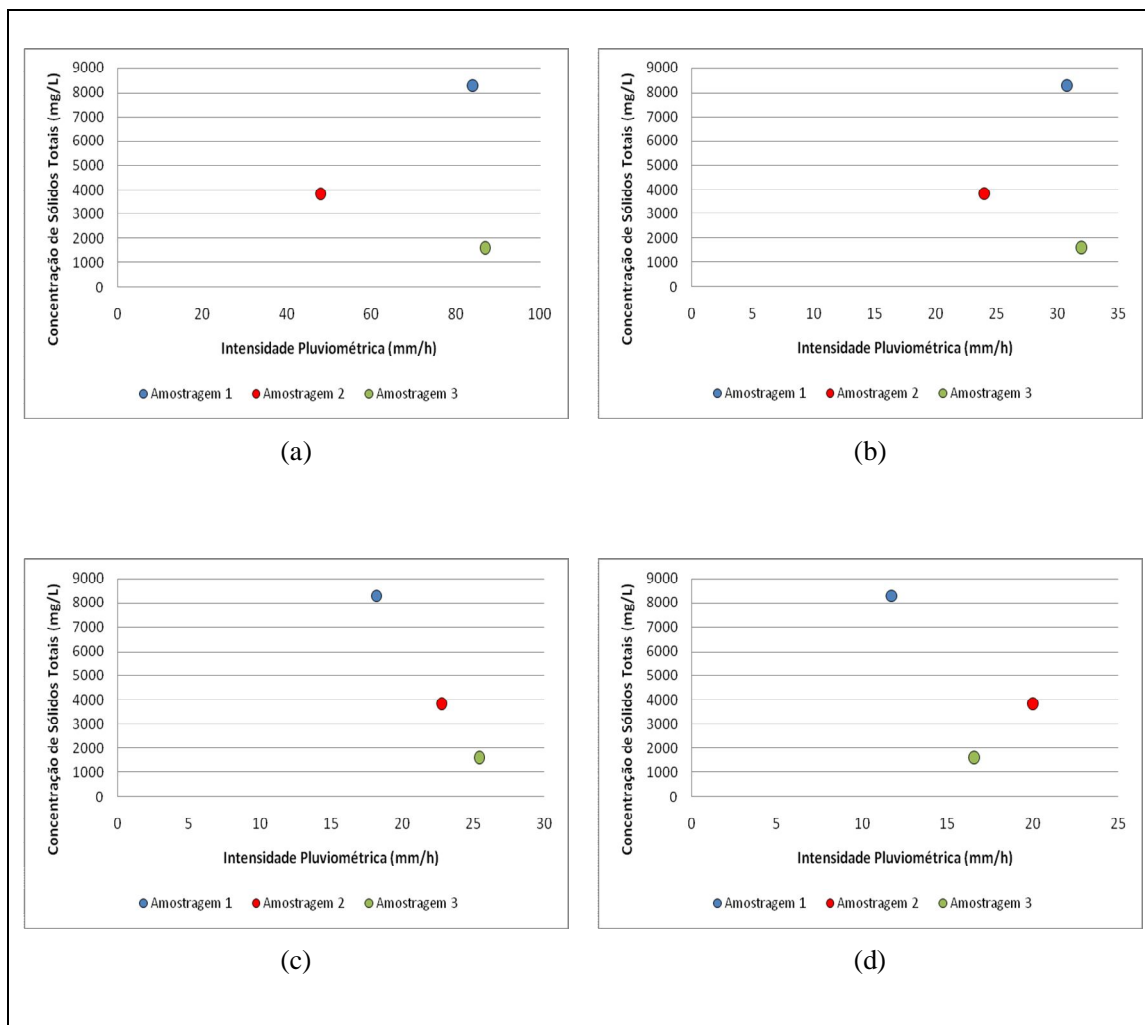 Concentração de Sólidos Totais (mg/L)
9000
8000
7000
6000
5000
4000
3000
2000
1000
0
0 20 40 60 80 100
Intensidade Pluviométrica (mm/h)
Amostragem 1 Amostragem 2 Amostragem 3
(a)
Concentração de Sólidos Totais (mg/L)
9000
8000
7000
6000
5000
4000
3000
2000
1000
0
0 5 10 15 20 25 30 35
Intensidade Pluviométrica (mm/h)
Amostragem 1 Amostragem 2 Amostragem 3
(b)
Concentração de Sólidos Totais (mg/L)
9000
8000
7000
6000
5000
4000
3000
2000
1000
0
0 5 10 15 20 25 30
Intensidade Pluviométrica (mm/h)
Amostragem 1 Amostragem 2 Amostragem 3
(c)
Concentração de Sólidos Totais (mg/L)
9000
8000
7000
6000
5000
4000
3000
2000
1000
0
0 5 10 15 20 25
Intensidade Pluviométrica (mm/h)
Amostragem 1 Amostragem 2 Amostragem 3
(d)